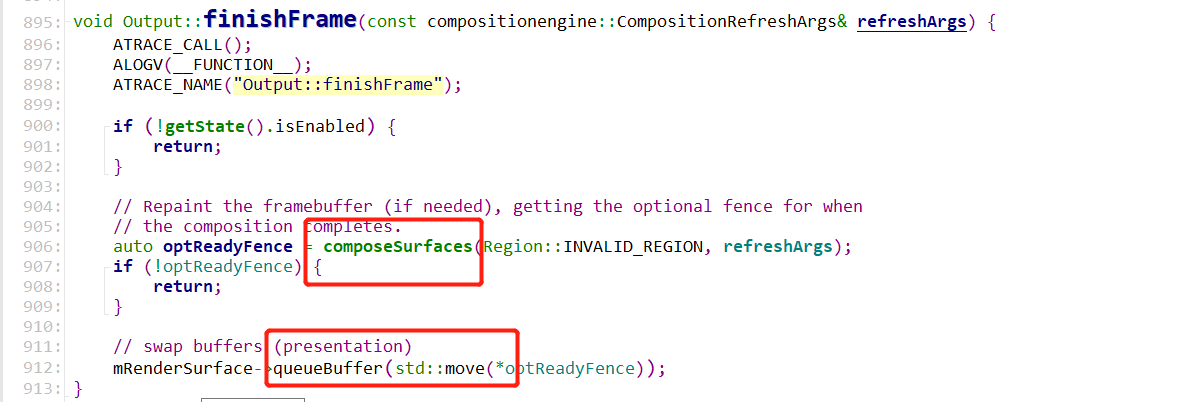 895: void Output::finishFrame(const compositionengine::CompositionRefreshArgs& refreshArgs) {
896:     ATRACE_CALL();
897:     ALOGV(__FUNCTION__);
898:     ATRACE_NAME("Output::finishFrame");
899:
900:     if (!getState().isEnabled) {
901:         return;
902:     }
903:
904:     // Repaint the framebuffer (if needed), getting the optional fence for when
905:     // the composition completes.
906:     auto optReadyFence = composeSurfaces(Region::INVALID_REGION, refreshArgs);
907:     if (!optReadyFence) {
908:         return;
909:     }
910:
911:     // swap buffers (presentation)
912:     mRenderSurface->queueBuffer(std::move(*optReadyFence));
913: }